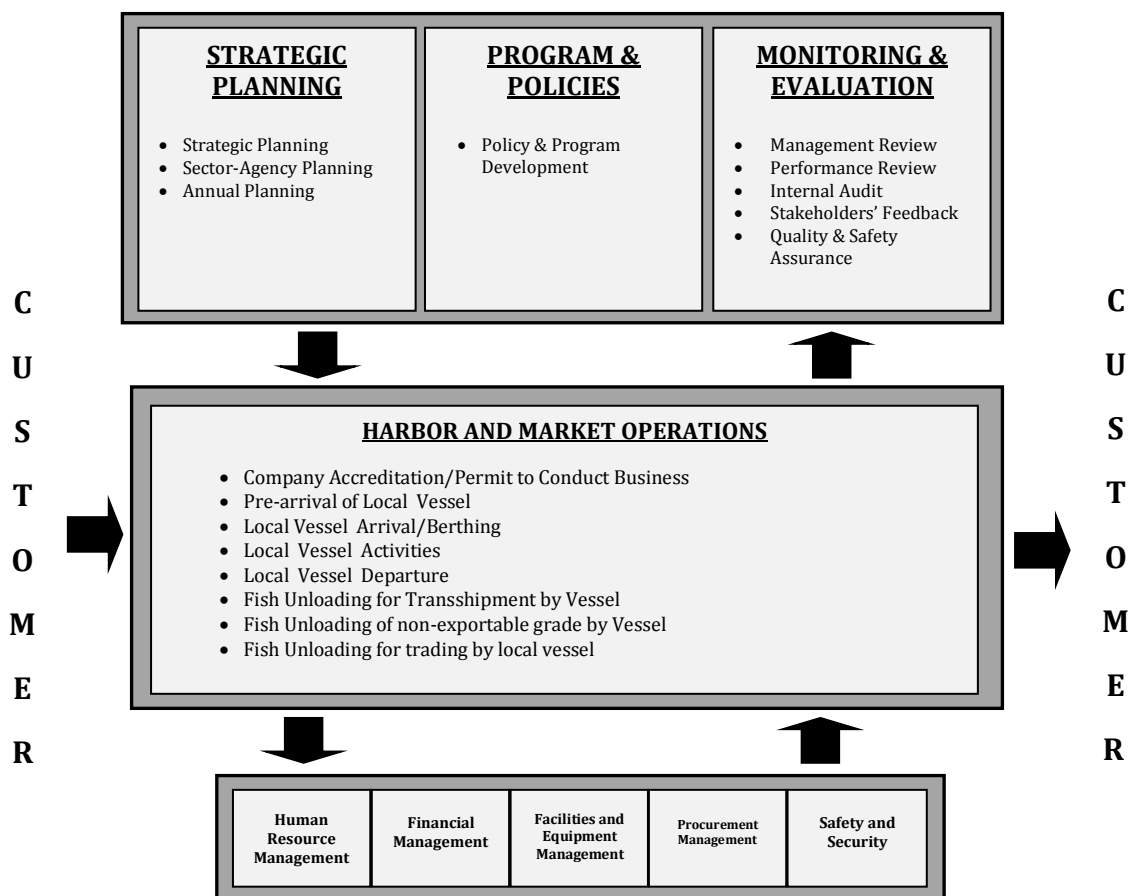 STRATEGIC
PLANNING
• Strategic Planning
• Sector-Agency Planning
• Annual Planning
PROGRAM &
POLICIES
• Policy & Program
Development
MONITORING &
EVALUATION
• Management Review
• Performance Review
• Internal Audit
• Stakeholders’ Feedback
• Quality & Safety
Assurance
C
U
S
T
O
M
E
R
HARBOR AND MARKET OPERATIONS
• Company Accreditation/Permit to Conduct Business
• Pre-arrival of Local Vessel
• Local Vessel Arrival/Berthing
• Local Vessel Activities
• Local Vessel Departure
• Fish Unloading for Transshipment by Vessel
• Fish Unloading of non-exportable grade by Vessel
• Fish Unloading for trading by local vessel
C
U
S
T
O
M
E
R
Human
Resource
Management
Financial
Management
Facilities and
Equipment
Management
Procurement
Management
Safety and
Security